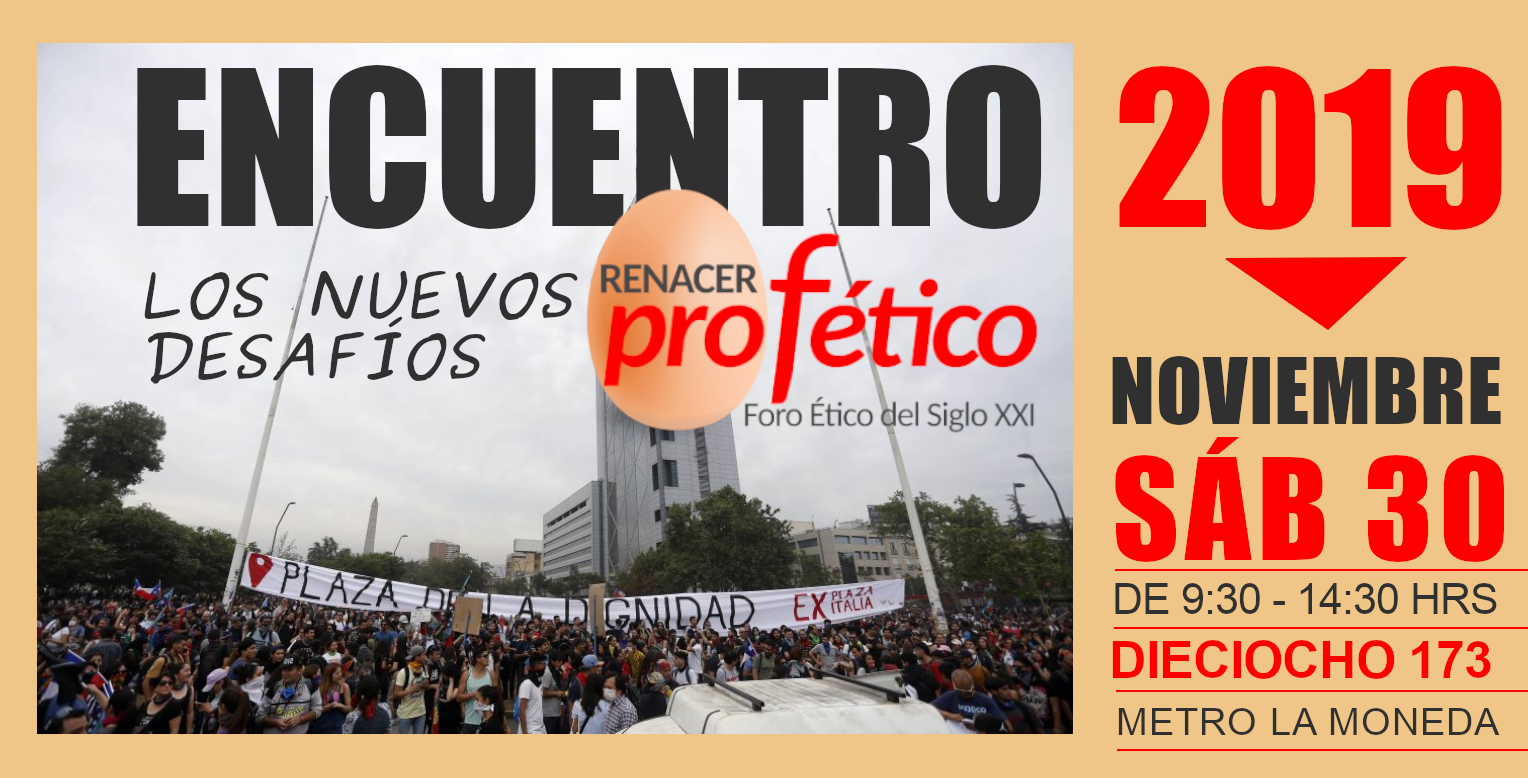 ENCUENTRO
LOS NUEVOS
DESAFÍOS
RENACER
profético
Foro Ético del Siglo XXI
PLAZA DE LA DIGNIDAD
EX PLAZA
ITALIA
2019
NOVIEMBRE
SÁB 30
DE 9:30 - 14:30 HRS
DIECIOCHO 173
METRO LA MONEDA